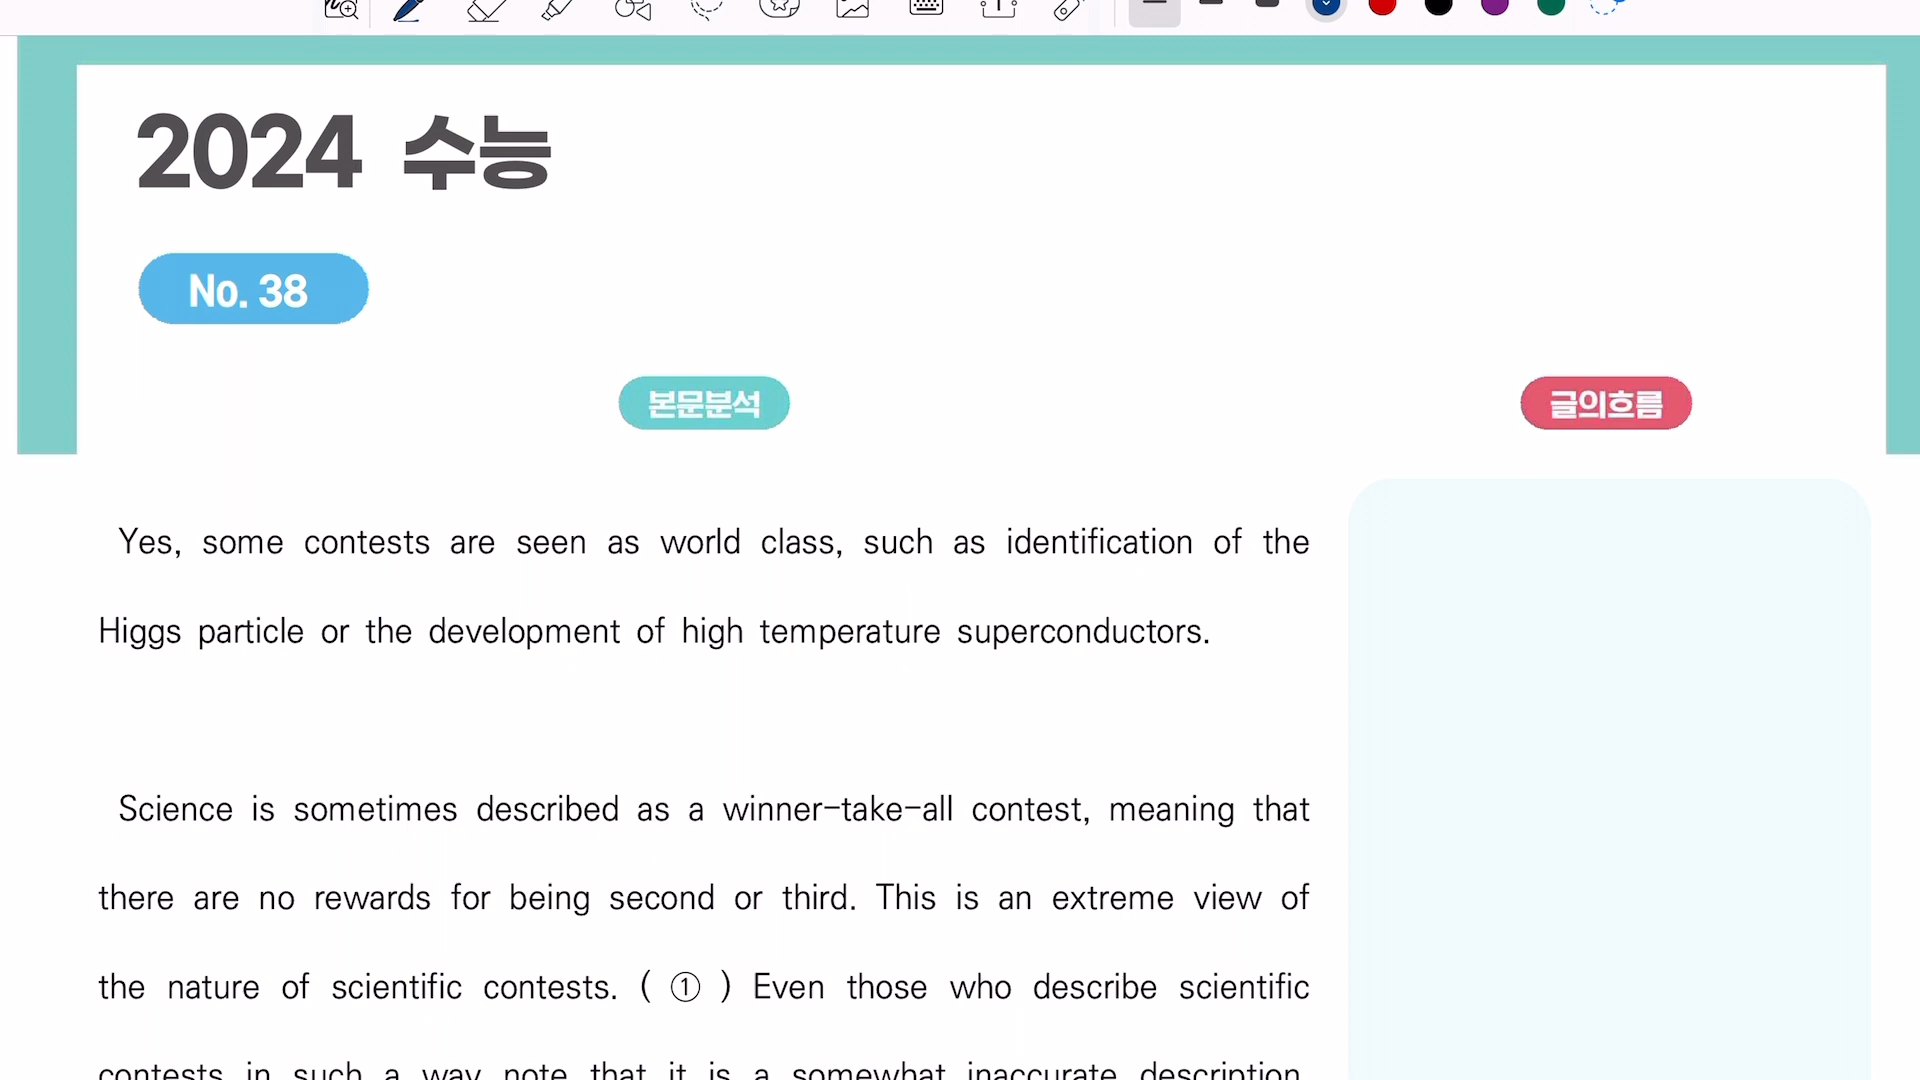 2024 수능
No. 38
본문분석
글의흐름
Yes, some contests are seen as world class, such as identification of the
Higgs particle or the development of high temperature superconductors.
Science is sometimes described as a winner-take-all contest, meaning that
there are no rewards for being second or third. This is an extreme view of
the nature of scientific contests. ( ① ) Even those who describe scientific
contests in such a way note that it is a somewhat inaccurate description,